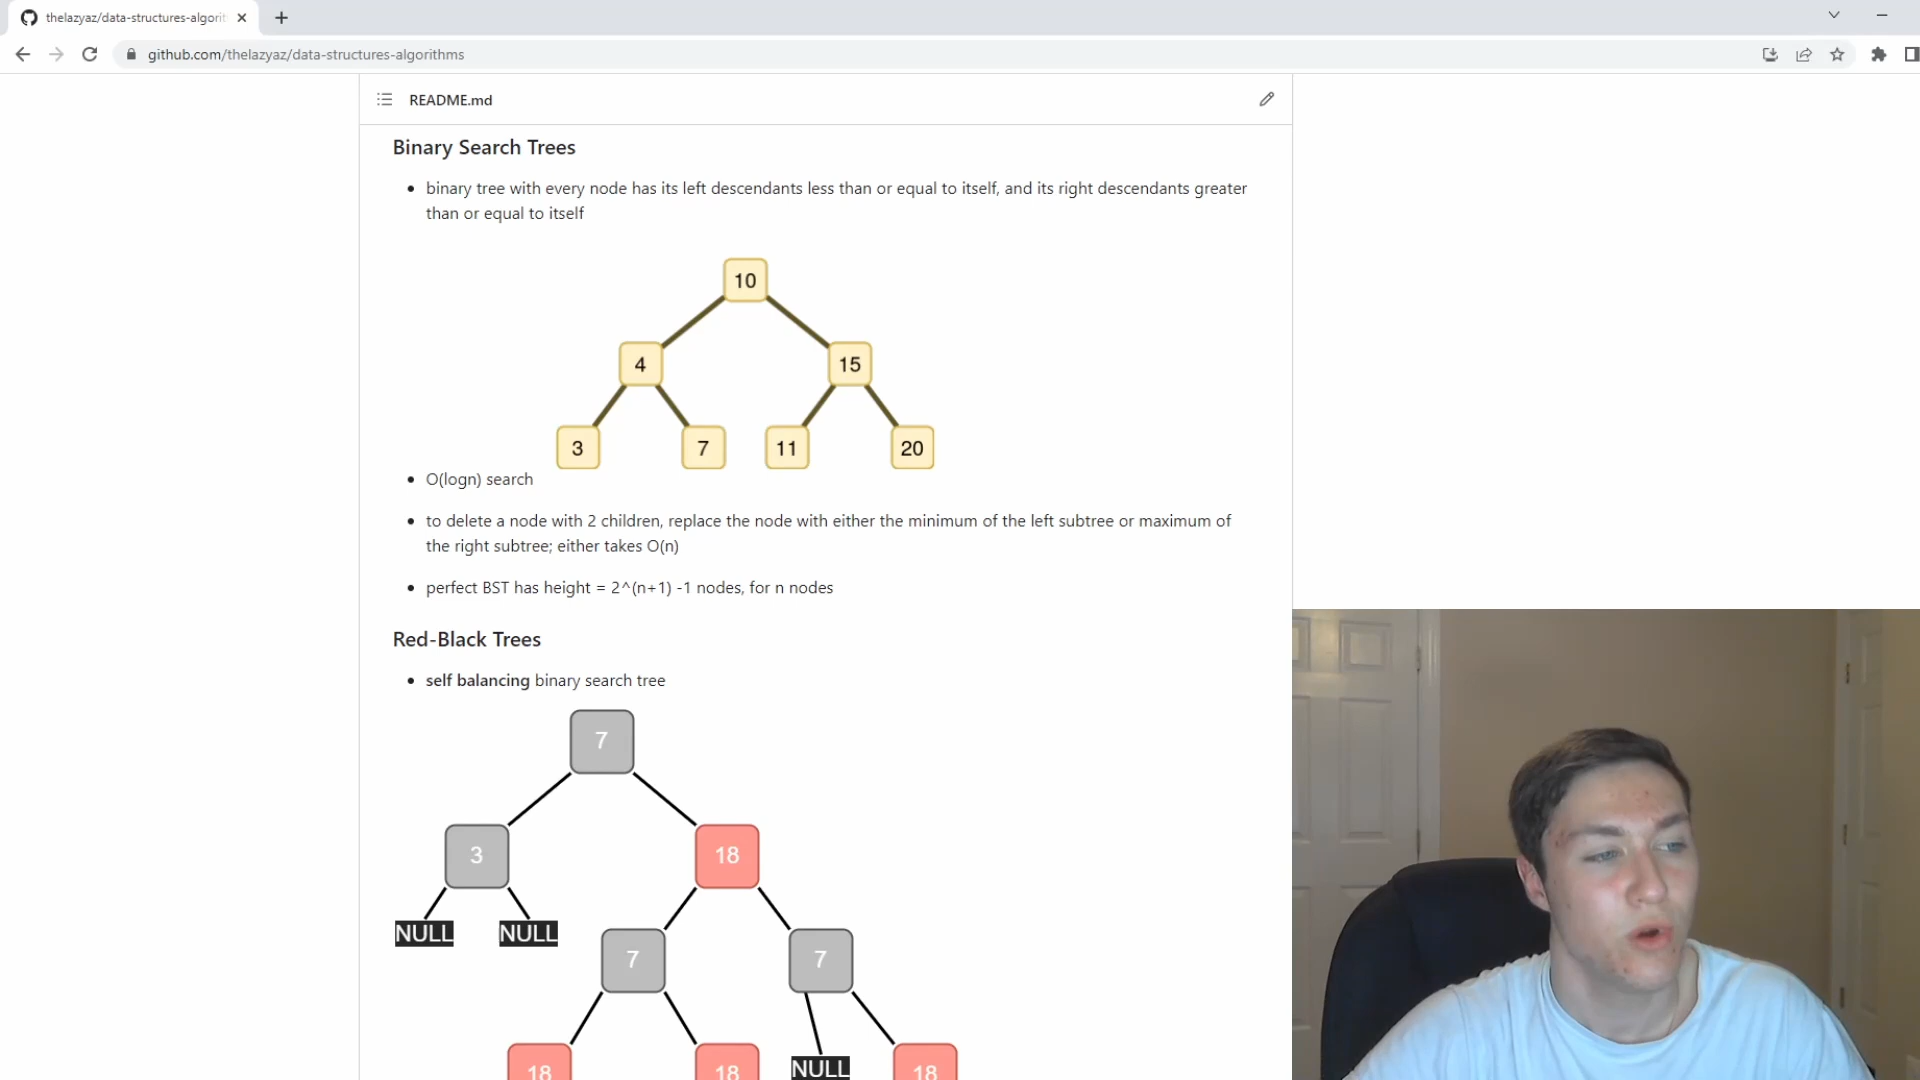 thelazyaz/data-structures-algorit
github.com/thelazyaz/data-structures-algorithms
README.md
Binary Search Trees
binary tree with every node has its left descendants less than or equal to itself, and its right descendants greater
than or equal to itself
10
4
15
3
7
11
20
O(logn) search
to delete a node with 2 children, replace the node with either the minimum of the left subtree or maximum of
the right subtree; either takes O(n)
perfect BST has height = 2^(n+1) -1 nodes, for n nodes
Red-Black Trees
self balancing binary search tree
7
3
18
NULL
NULL
7
7
18
18
NULL
18